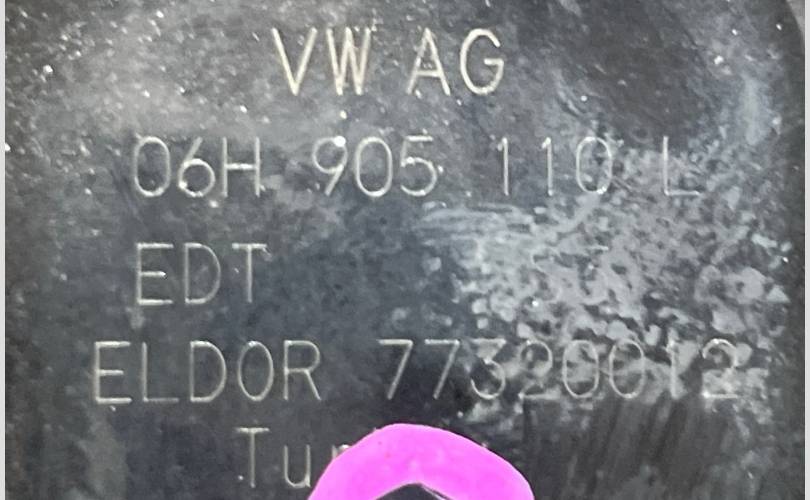 VW AG
06H 905 110 L
EDT
ELDOR 77320012